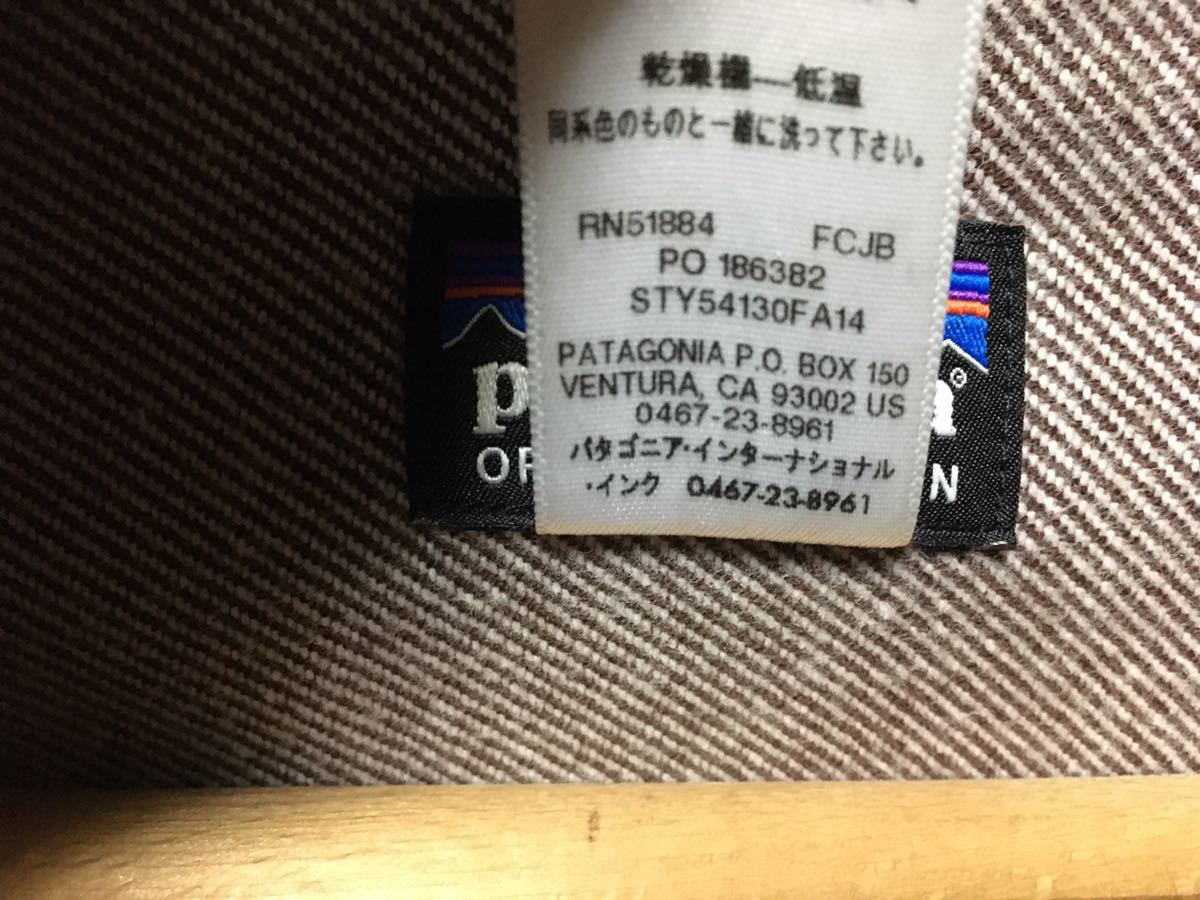 乾燥機―低温
同系色のものと一緒に洗って下さい。
RN51884 FCJB
PO 186382
STY54130FA14
PATAGONIA P.O. BOX 150
VENTURA, CA 93002 US
0467-23-8961
パタゴニア・インターナショナル
・インク 0467-23-8961
p a®
OR N